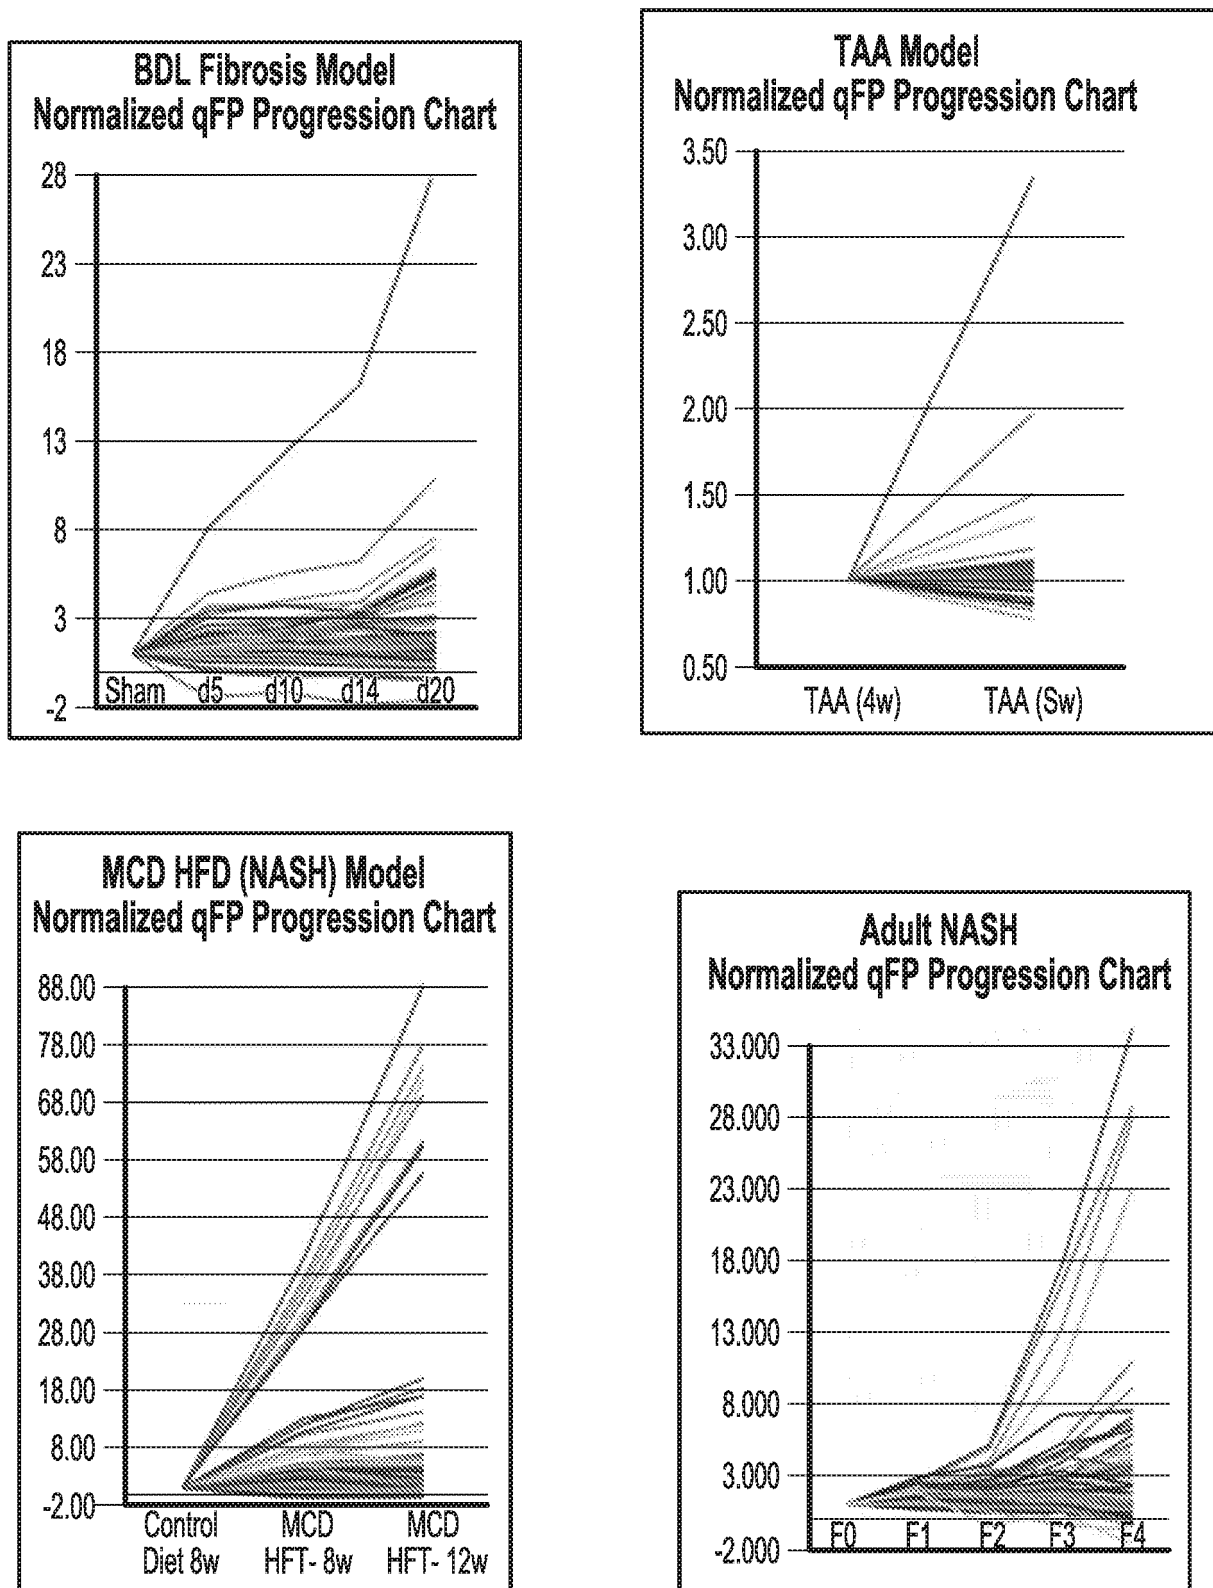 BDL Fibrosis Model
Normalized qFP Progression Chart
28
23
18
13
8
3
-2
Sham d5 d10 d14 d20
TAA Model
Normalized qFP Progression Chart
3.50
3.00
2.50
2.00
1.50
1.00
0.50
TAA (4w) TAA (Sw)
MCD HFD (NASH) Model
Normalized qFP Progression Chart
88.00
78.00
68.00
58.00
48.00
38.00
28.00
18.00
8.00
-2.00
Control MCD MCD
Diet 8w HFT- 8w HFT- 12w
Adult NASH
Normalized qFP Progression Chart
33.000
28.000
23.000
18.000
13.000
8.000
3.000
-2.000
F0 F1 F2 F3 F4